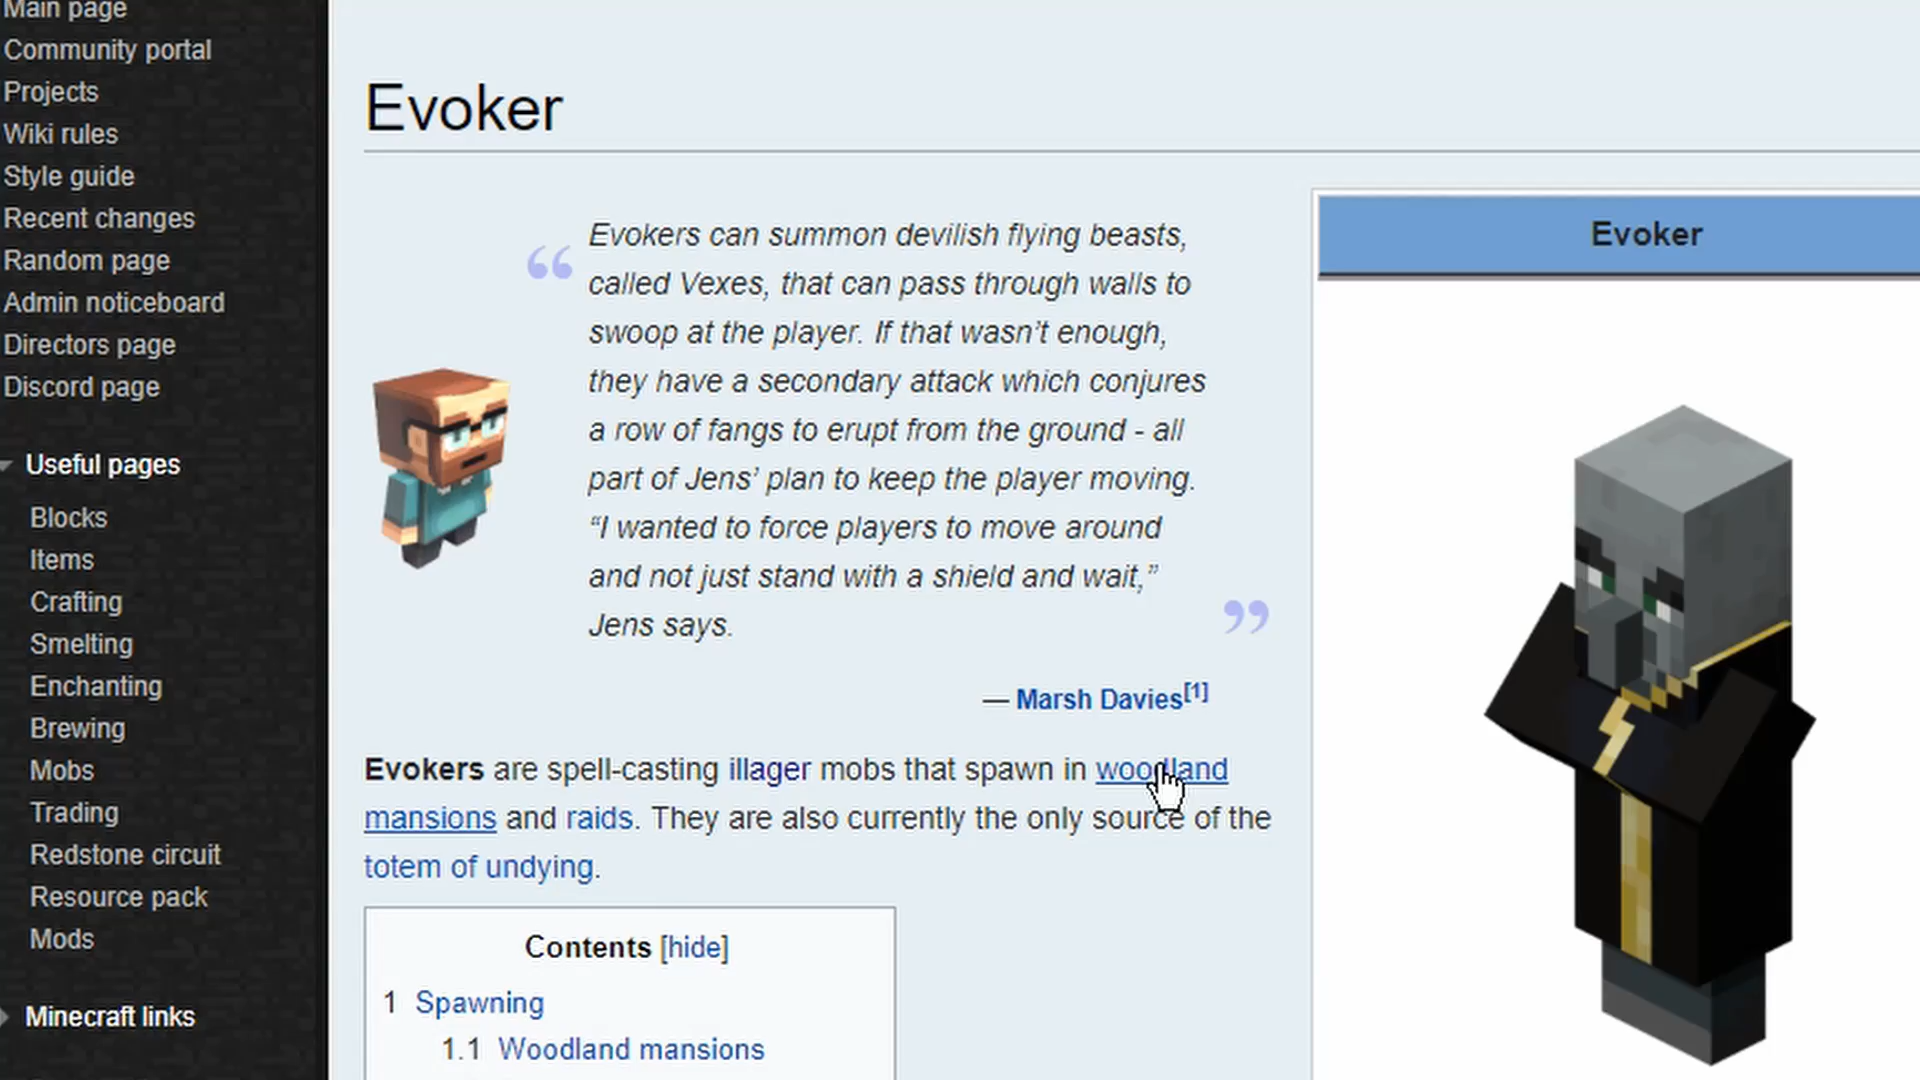 Main page
Community portal
Projects
Wiki rules
Style guide
Recent changes
Random page
Admin noticeboard
Directors page
Discord page
Useful pages
Blocks
Items
Crafting
Smelting
Enchanting
Brewing
Mobs
Trading
Redstone circuit
Resource pack
Mods
Minecraft links
Evoker
“
Evokers can summon devilish flying beasts,
called Vexes, that can pass through walls to
swoop at the player. If that wasn’t enough,
they have a secondary attack which conjures
a row of fangs to erupt from the ground - all
part of Jens’ plan to keep the player moving.
“I wanted to force players to move around
and not just stand with a shield and wait,”
Jens says.
”
— Marsh Davies[1]
Evokers are spell-casting illager mobs that spawn in woodland
mansions and raids. They are also currently the only source of the
totem of undying.
Contents [hide]
1 Spawning
1.1 Woodland mansions
Evoker